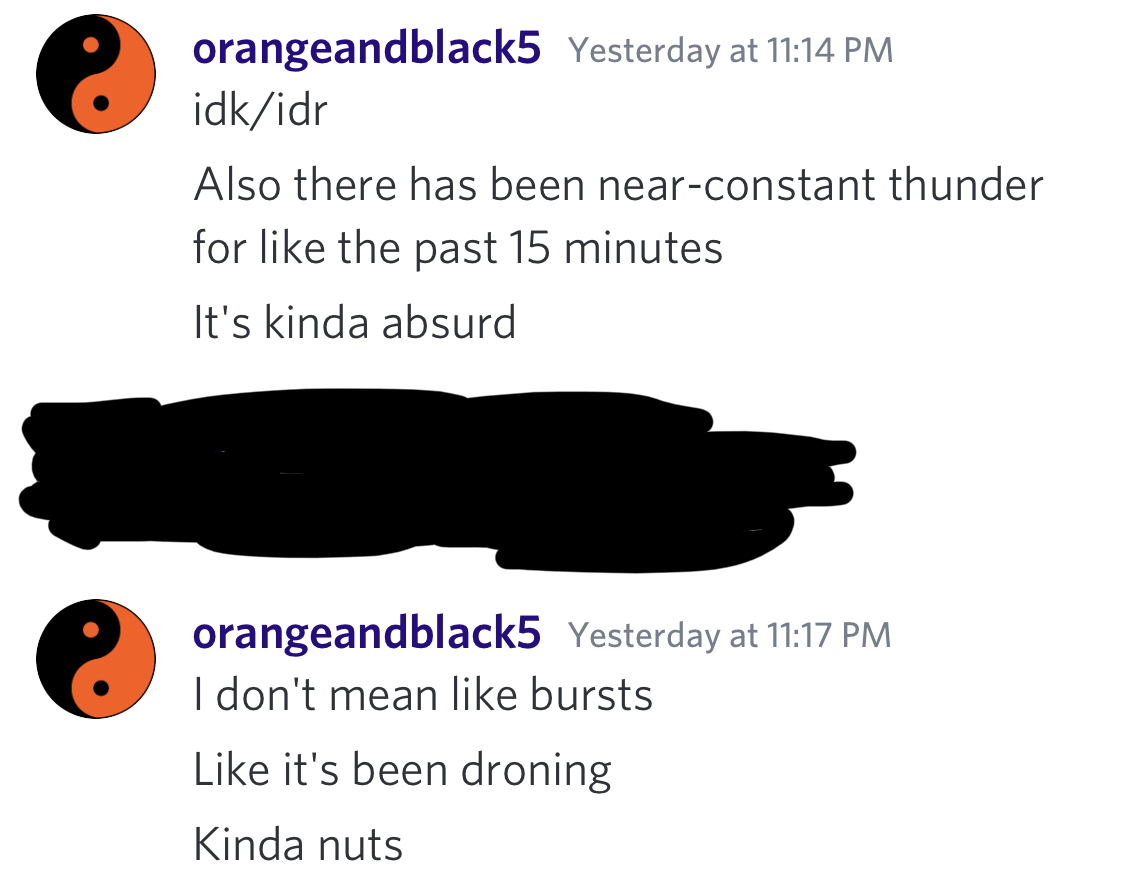 orangeandblack5 Yesterday at 11:14 PM
idk/idr
Also there has been near-constant thunder
for like the past 15 minutes
It's kinda absurd
orangeandblack5 Yesterday at 11:17 PM
I don't mean like bursts
Like it's been droning
Kinda nuts